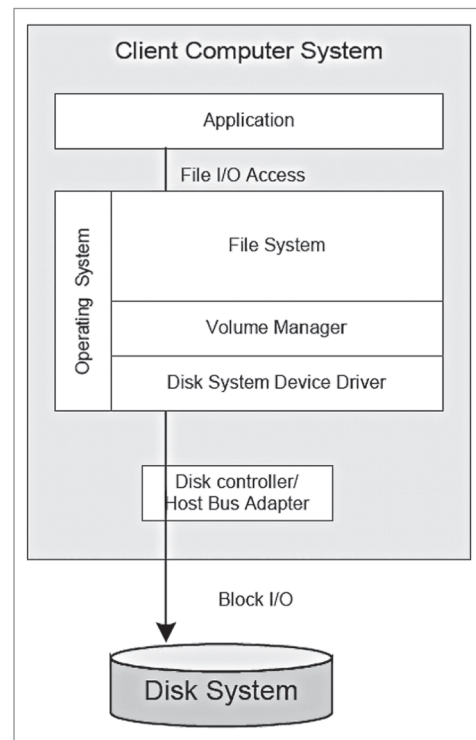 Client Computer System
Application
File I/O Access
Operating System
File System
Volume Manager
Disk System Device Driver
Disk controller/
Host Bus Adapter
Block I/O
Disk System